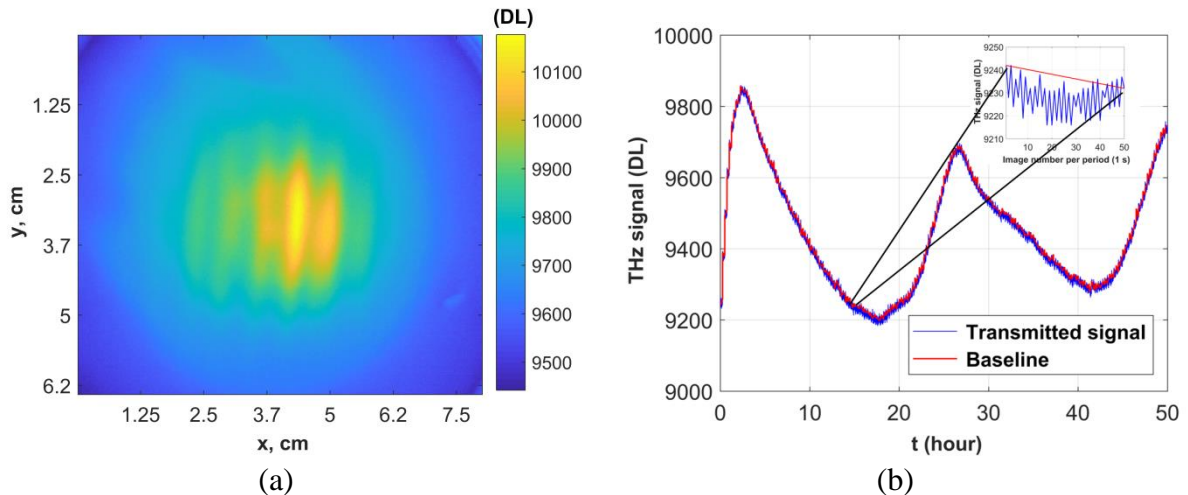 (DL)
10100
10000
9900
9800
9700
9600
9500
y, cm
1.25
2.5
3.7
5
6.2
1.25 2.5 3.7 5 6.2 7.5
x, cm
(a)
THz signal (DL)
10000
9800
9600
9400
9200
9000
0 10 20 30 40 50
t (hour)
THz signal (DL)
9250
9240
9230
9220
9210
10 20 30 40 50
Image number per period (1 s)
Transmitted signal
Baseline
(b)